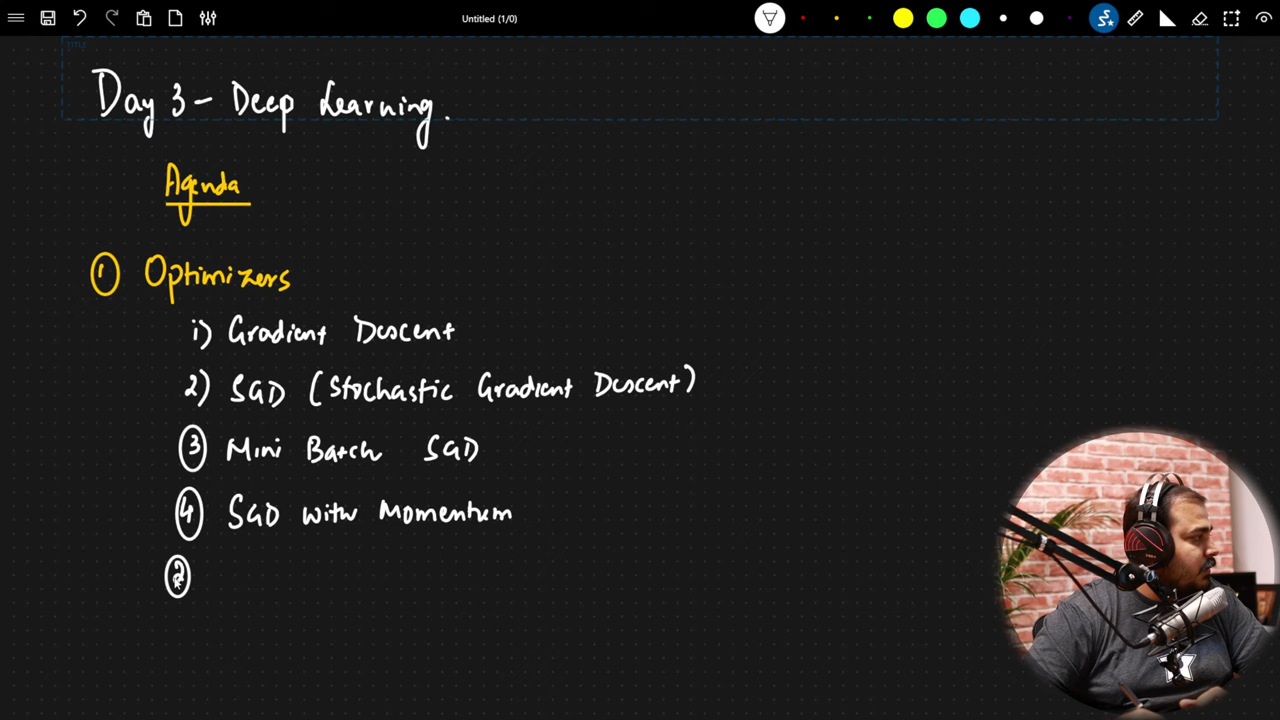 Untitled (1/0)
TITLE
Day 3 - Deep Learning.
Agenda
① Optimizers
i) Gradient Descent
2) SGD (Stochastic Gradient Descent)
③ Mini Batch SGD
④ SGD with Momentum